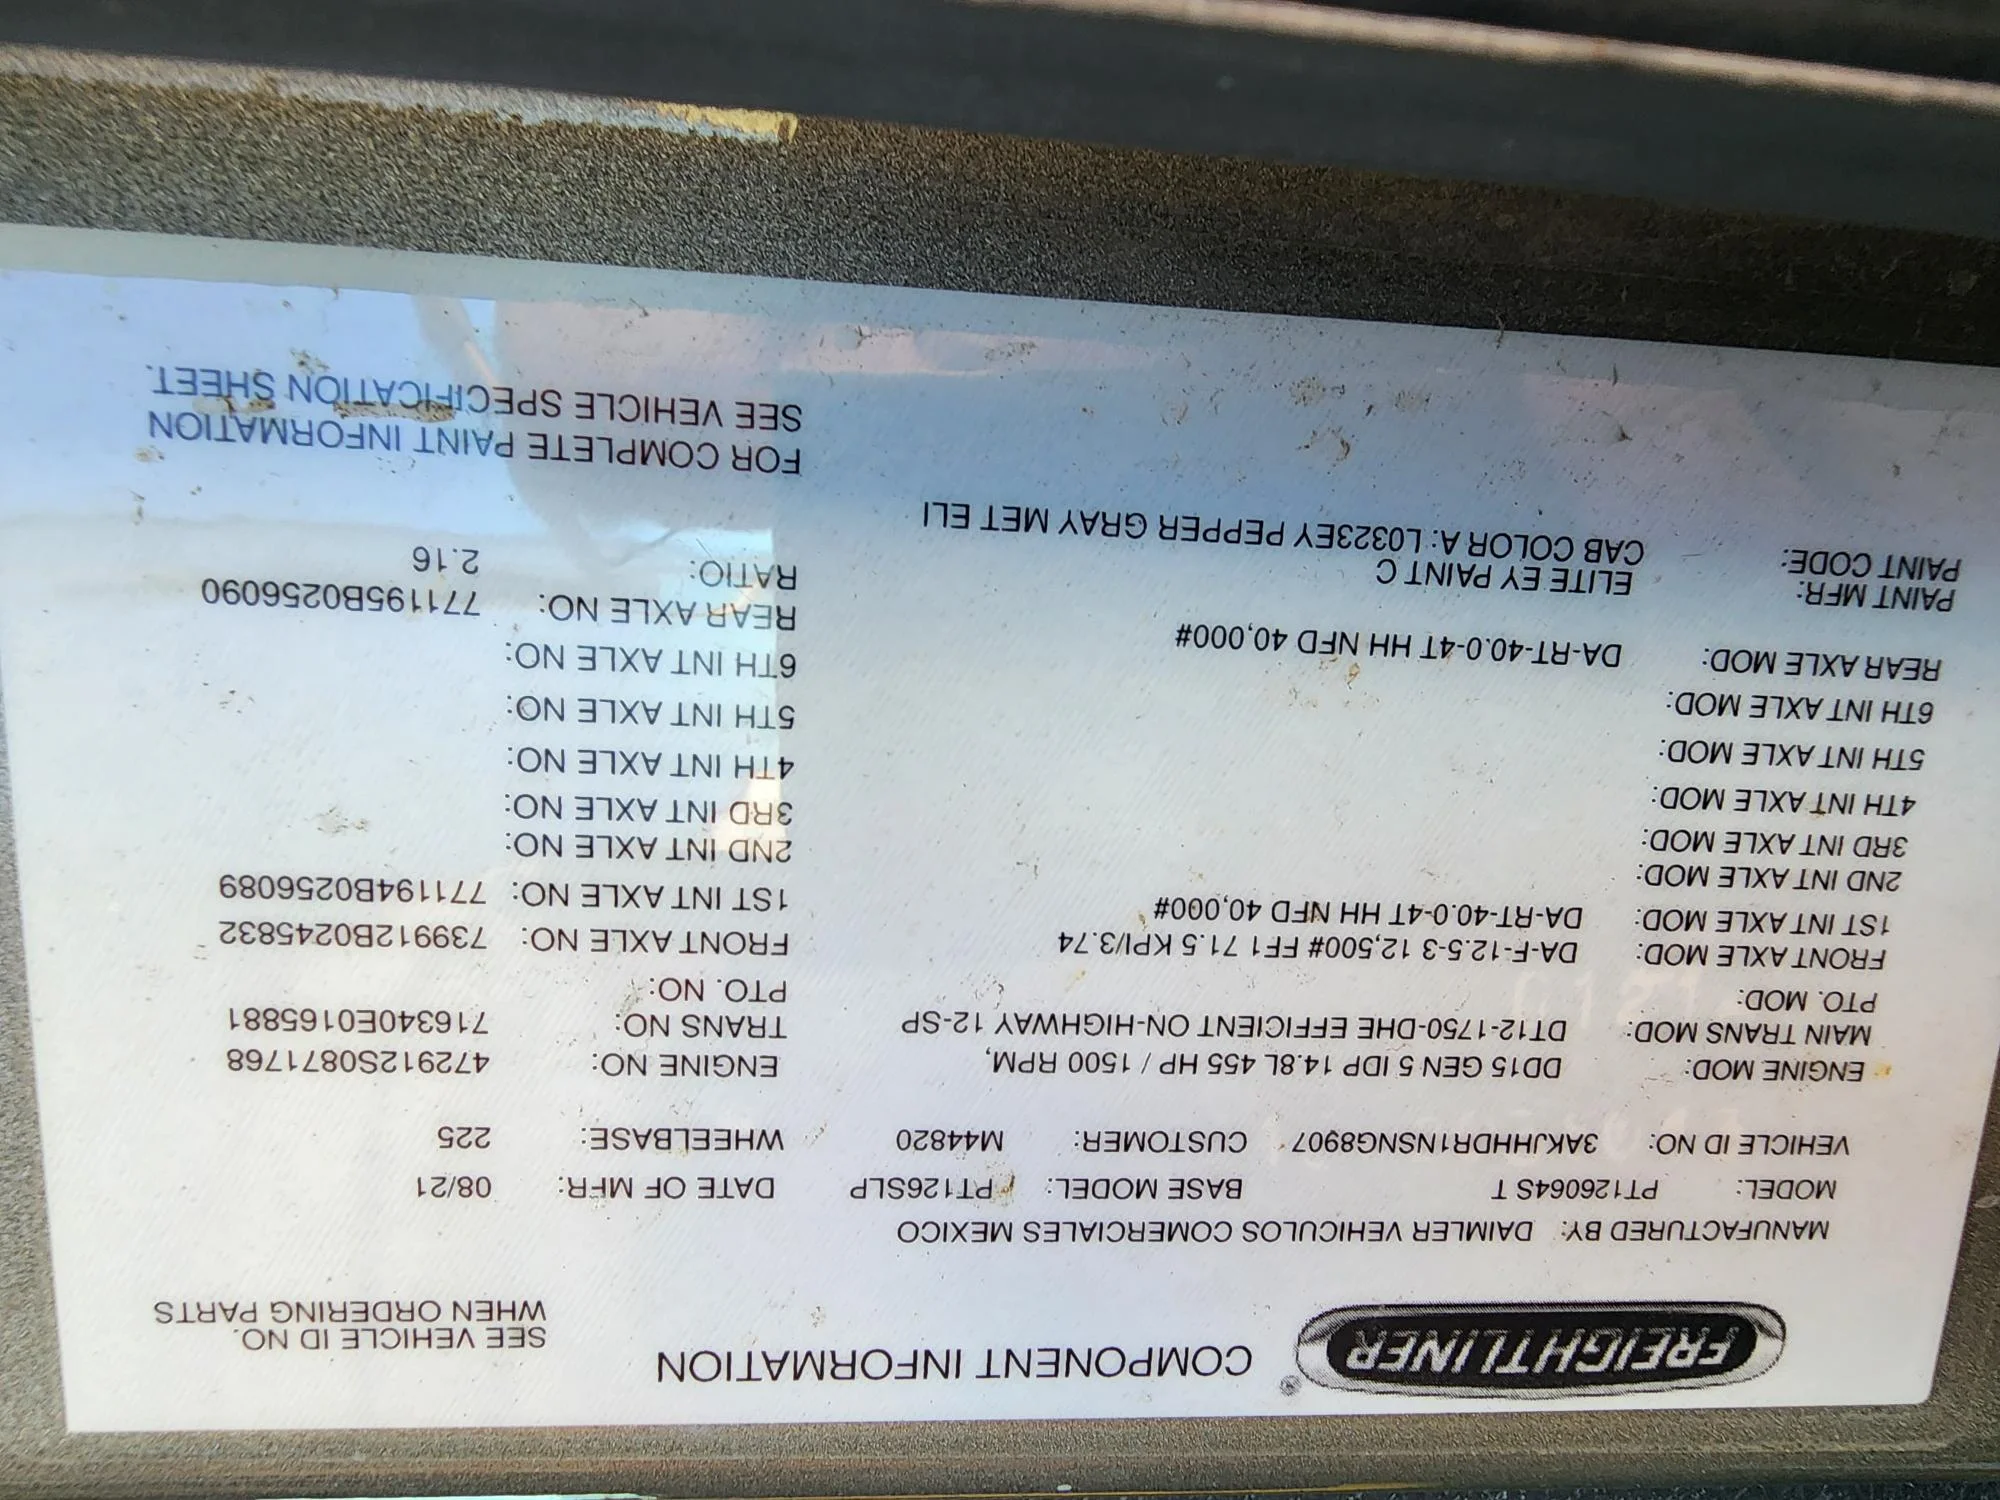 FREIGHTLINER® COMPONENT INFORMATION
SEE VEHICLE ID NO.
WHEN ORDERING PARTS
MANUFACTURED BY: DAIMLER VEHICULOS COMERCIALES MEXICO
MODEL: PT126064S T BASE MODEL: PT126SLP DATE OF MFR: 08/21
VEHICLE ID NO: 3AKJHHDR1NSNG8907 CUSTOMER: M44820 WHEELBASE: 225
ENGINE MOD: DD15 GEN 5 IDP 14.8L 455 HP / 1500 RPM, ENGINE NO: 472912S0871768
MAIN TRANS MOD: DT12-1750-DHE EFFICIENT ON-HIGHWAY 12-SP TRANS NO: 716340E0165881
PTO. MOD: PTO. NO:
FRONT AXLE MOD: DA-F-12.5-3 12,500# FF1 71.5 KPI/3.74 FRONT AXLE NO: 739912B0245832
1ST INT AXLE MOD: DA-RT-40.0-4T HH NFD 40,000# 1ST INT AXLE NO: 771194B0256089
2ND INT AXLE MOD: 2ND INT AXLE NO:
3RD INT AXLE MOD: 3RD INT AXLE NO:
4TH INT AXLE MOD: 4TH INT AXLE NO:
5TH INT AXLE MOD: 5TH INT AXLE NO:
6TH INT AXLE MOD: 6TH INT AXLE NO:
REAR AXLE MOD: DA-RT-40.0-4T HH NFD 40,000# REAR AXLE NO: 771195B0256090
RATIO: 2.16
PAINT MFR: ELITE EY PAINT C
PAINT CODE: CAB COLOR A: L0323EY PEPPER GRAY MET ELI
FOR COMPLETE PAINT INFORMATION
SEE VEHICLE SPECIFICATION SHEET.